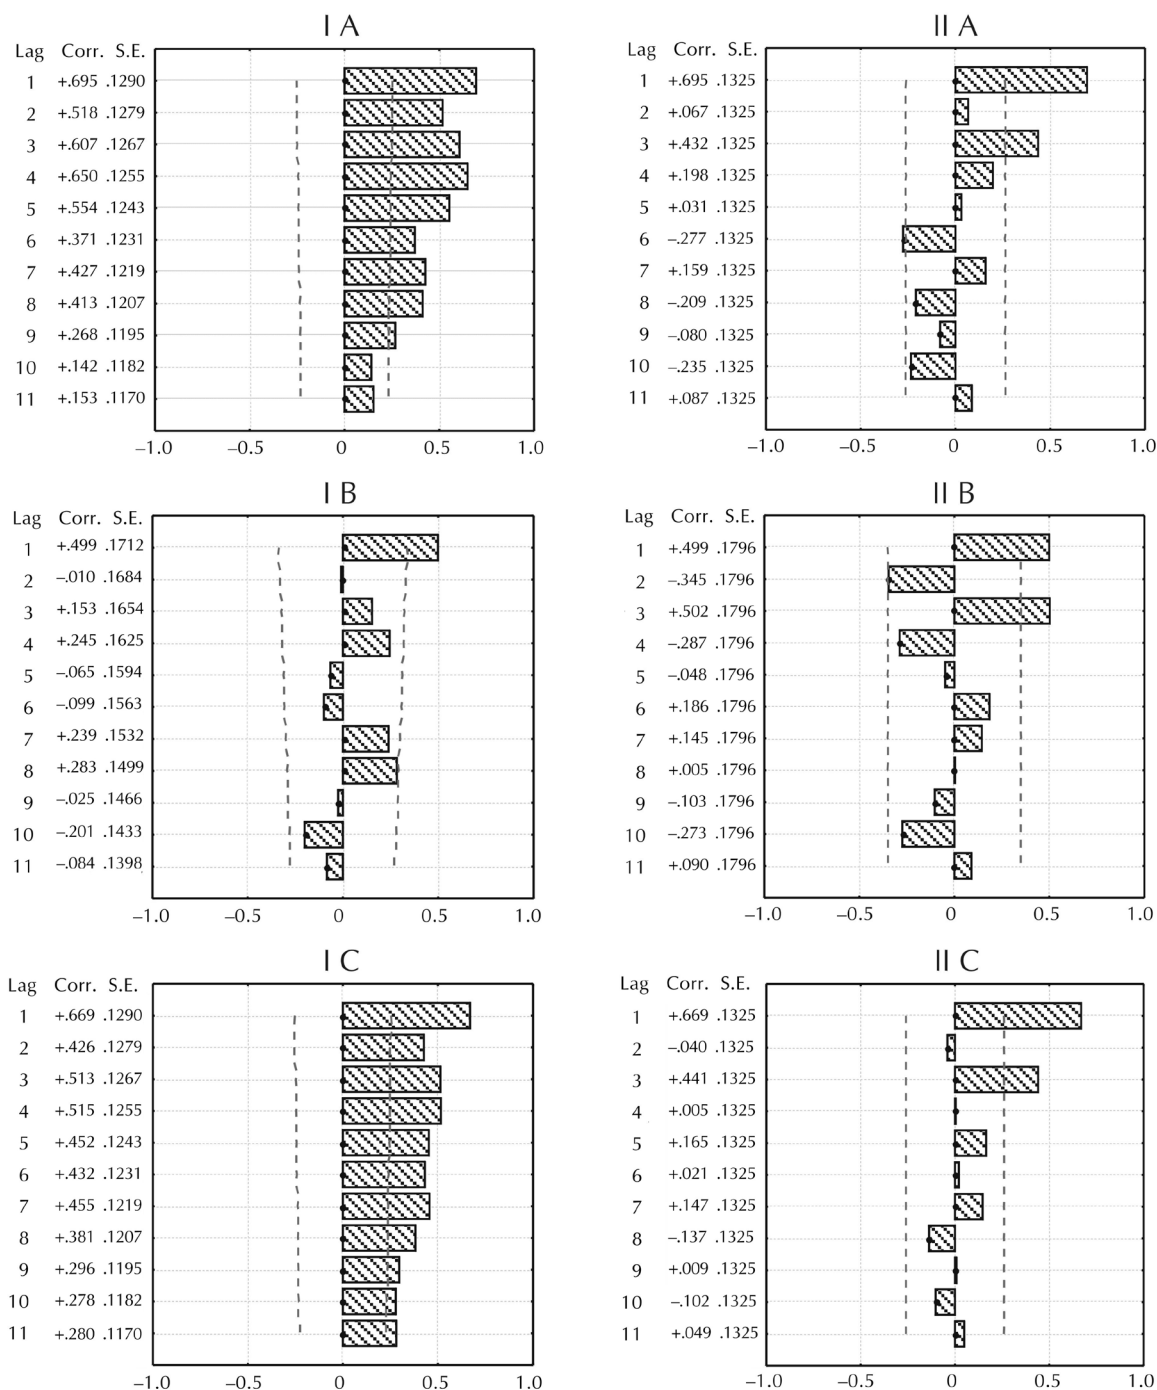 I A
Lag Corr. S.E.
1 +.695 .1290
2 +.518 .1279
3 +.607 .1267
4 +.650 .1255
5 +.554 .1243
6 +.371 .1231
7 +.427 .1219
8 +.413 .1207
9 +.268 .1195
10 +.142 .1182
11 +.153 .1170
−1.0 −0.5 0 0.5 1.0
II A
Lag Corr. S.E.
1 +.695 .1325
2 +.067 .1325
3 +.432 .1325
4 +.198 .1325
5 +.031 .1325
6 −.277 .1325
7 +.159 .1325
8 −.209 .1325
9 −.080 .1325
10 −.235 .1325
11 +.087 .1325
−1.0 −0.5 0 0.5 1.0
I B
Lag Corr. S.E.
1 +.499 .1712
2 −.010 .1684
3 +.153 .1654
4 +.245 .1625
5 −.065 .1594
6 −.099 .1563
7 +.239 .1532
8 +.283 .1499
9 −.025 .1466
10 −.201 .1433
11 −.084 .1398
−1.0 −0.5 0 0.5 1.0
II B
Lag Corr. S.E.
1 +.499 .1796
2 −.345 .1796
3 +.502 .1796
4 −.287 .1796
5 −.048 .1796
6 +.186 .1796
7 +.145 .1796
8 +.005 .1796
9 −.103 .1796
10 −.273 .1796
11 +.090 .1796
−1.0 −0.5 0 0.5 1.0
I C
Lag Corr. S.E.
1 +.669 .1290
2 +.426 .1279
3 +.513 .1267
4 +.515 .1255
5 +.452 .1243
6 +.432 .1231
7 +.455 .1219
8 +.381 .1207
9 +.296 .1195
10 +.278 .1182
11 +.280 .1170
−1.0 −0.5 0 0.5 1.0
II C
Lag Corr. S.E.
1 +.669 .1325
2 −.040 .1325
3 +.441 .1325
4 +.005 .1325
5 +.165 .1325
6 +.021 .1325
7 +.147 .1325
8 −.137 .1325
9 +.009 .1325
10 −.102 .1325
11 +.049 .1325
−1.0 −0.5 0 0.5 1.0